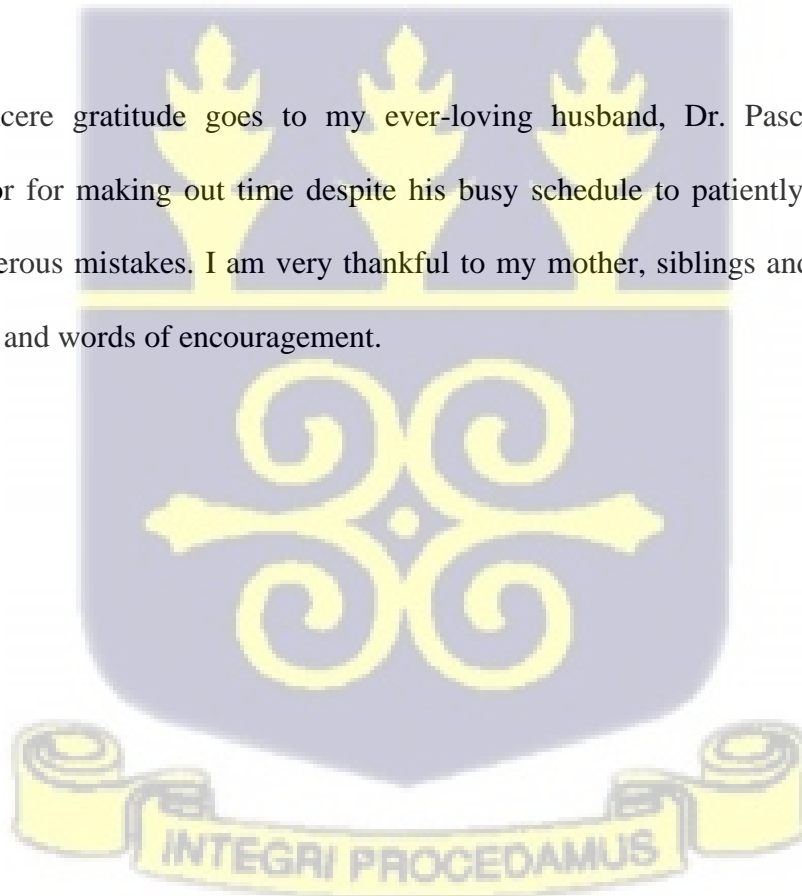 cere gratitude goes to my ever-loving husband, Dr. Pasc
or for making out time despite his busy schedule to patiently
erous mistakes. I am very thankful to my mother, siblings and
and words of encouragement.
INTEGRI PROCEDAMUS